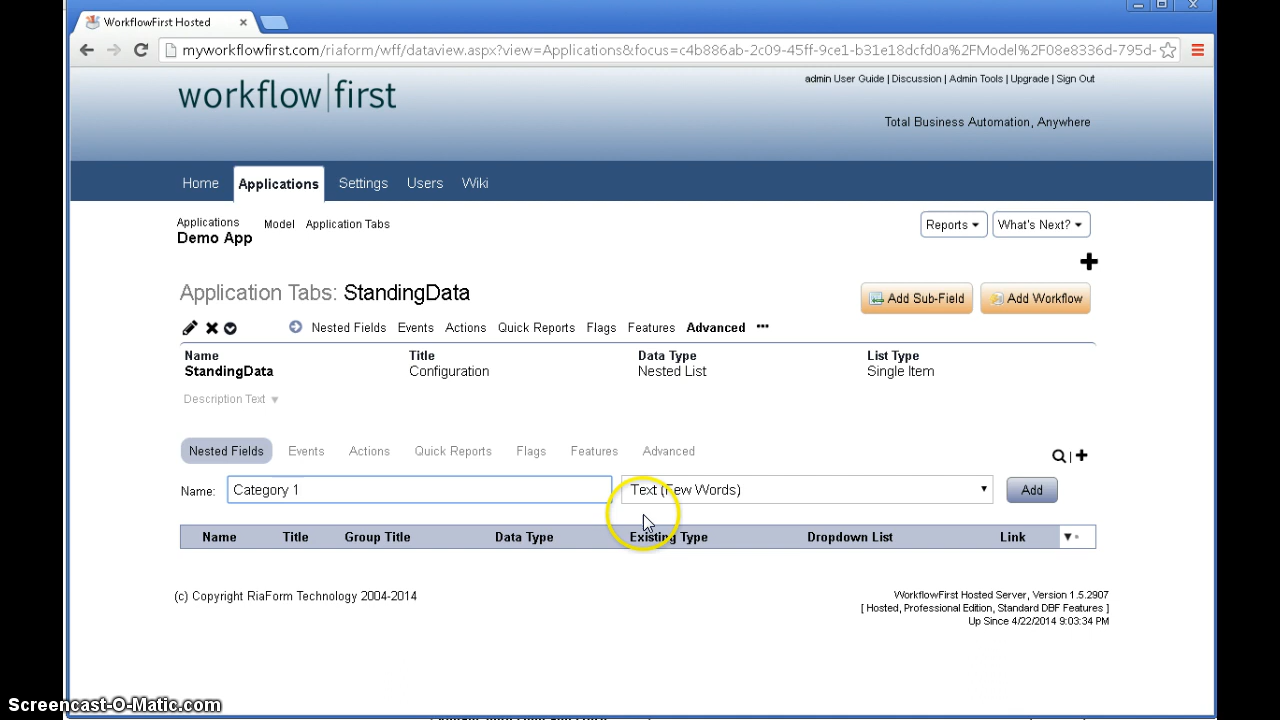 WorkflowFirst Hosted
myworkflowfirst.com/riaform/wff/dataview.aspx?view=Applications&focus=c4b886ab-2c09-45ff-9ce1-b31e18dcfd0a%2FModel%2F08e8336d-795d-
workflow|first
admin User Guide | Discussion | Admin Tools | Upgrade | Sign Out
Total Business Automation, Anywhere
Home Applications Settings Users Wiki
Applications Model Application Tabs
Demo App
Reports What's Next?
Application Tabs: StandingData
Add Sub-Field Add Workflow
Nested Fields Events Actions Quick Reports Flags Features Advanced •••
Name Title Data Type List Type
StandingData Configuration Nested List Single Item
Description Text
Nested Fields Events Actions Quick Reports Flags Features Advanced
Name: Category 1 Text (Few Words) Add
Name Title Group Title Data Type Existing Type Dropdown List Link
(c) Copyright RiaForm Technology 2004-2014
WorkflowFirst Hosted Server, Version 1.5.2907
[ Hosted, Professional Edition, Standard DBF Features ]
Up Since 4/22/2014 9:03:34 PM
Screencast-O-Matic.com